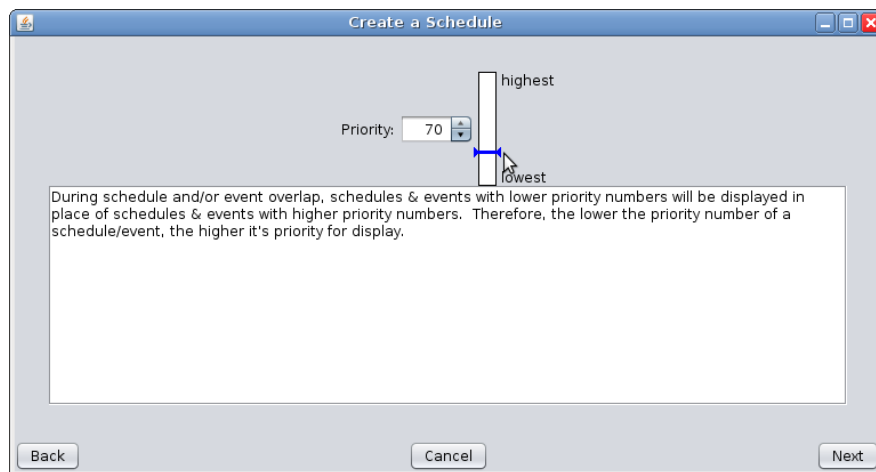 Create a Schedule
highest
Priority: 70
lowest
During schedule and/or event overlap, schedules & events with lower priority numbers will be displayed in
place of schedules & events with higher priority numbers.  Therefore, the lower the priority number of a
schedule/event, the higher it's priority for display.
Back Cancel Next